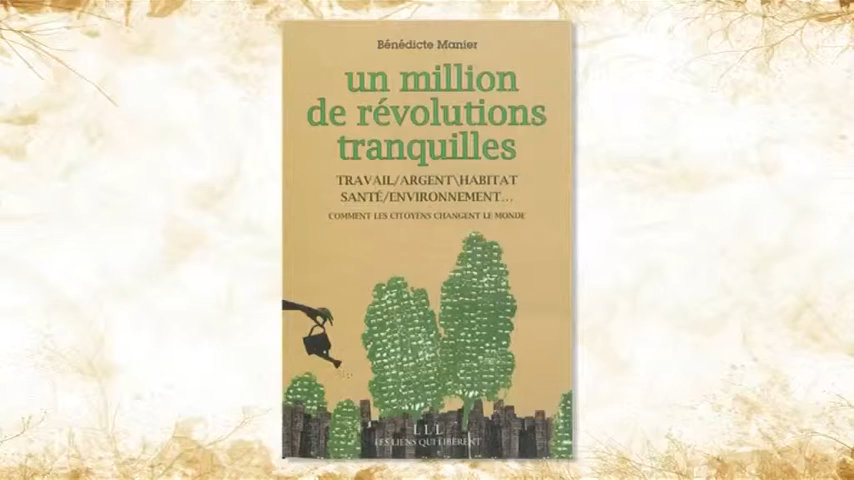 Bénédicte Manier
un million
de révolutions
tranquilles
TRAVAIL/ARGENT\HABITAT
SANTÉ/ENVIRONNEMENT...
COMMENT LES CITOYENS CHANGENT LE MONDE
LLL
LES LIENS QUI LIBÈRENT